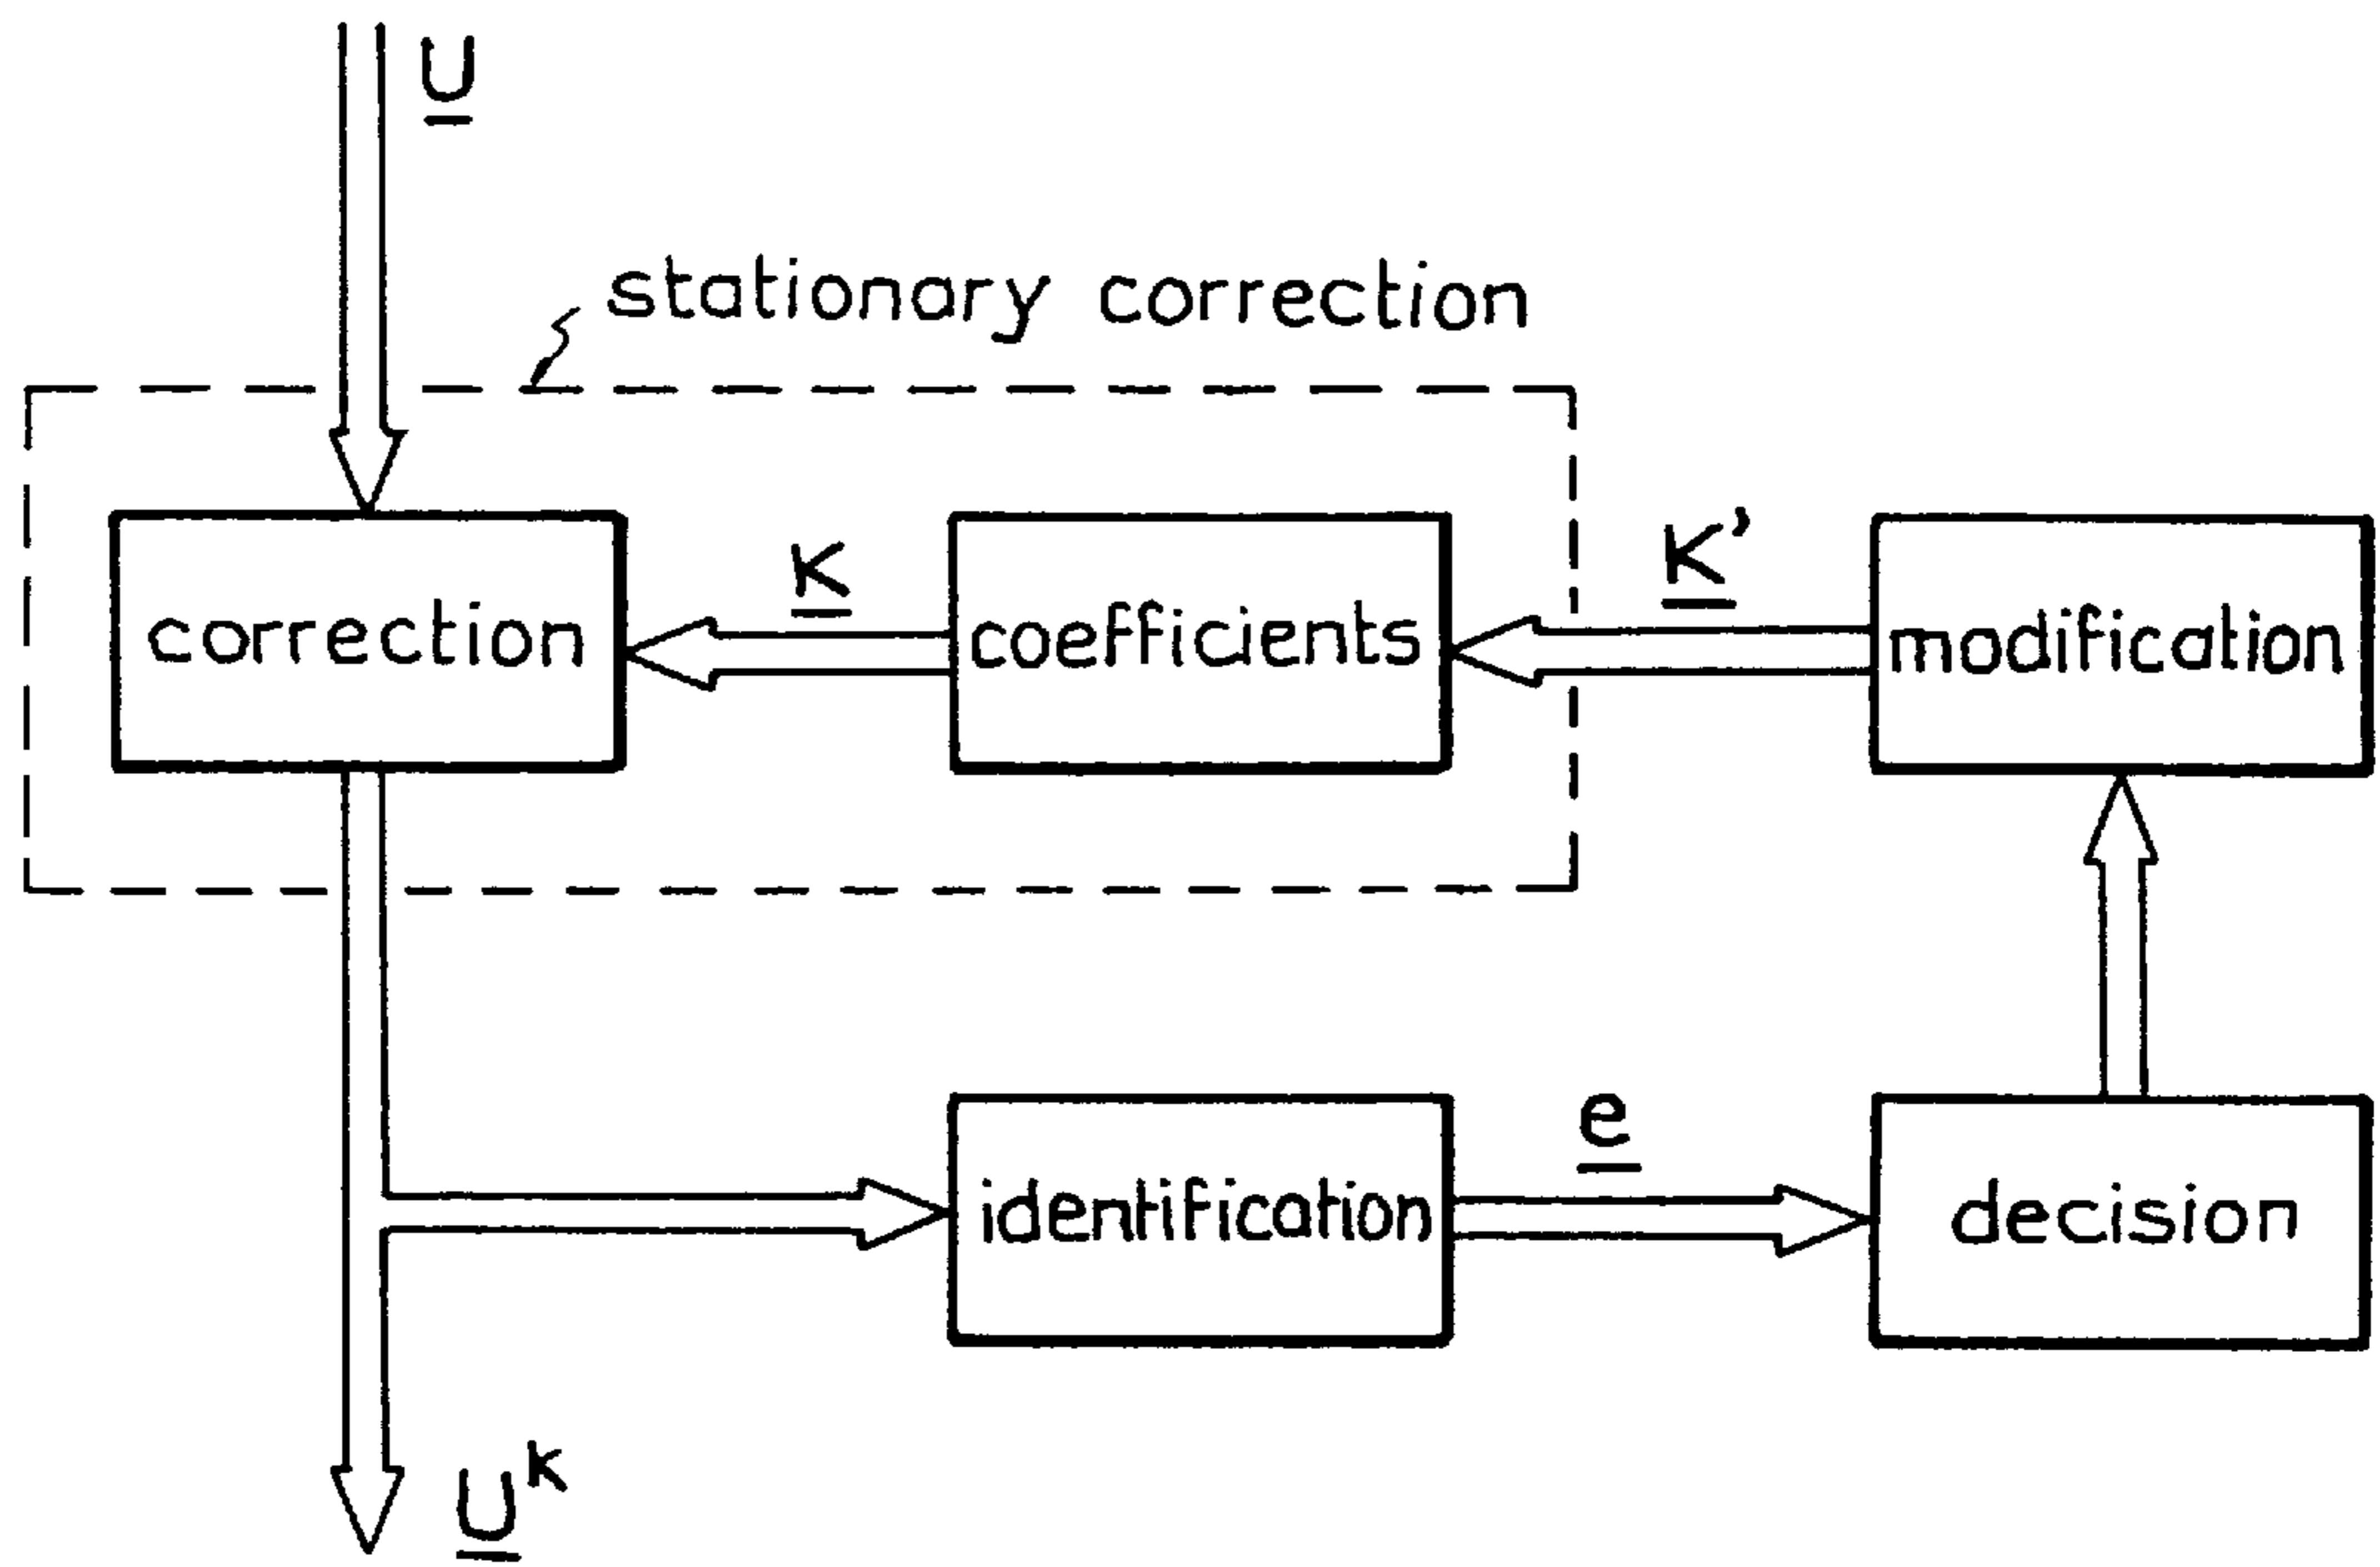 U
stationary correction
correction
K
coefficients
K’
modification
identification
e
decision
U^K